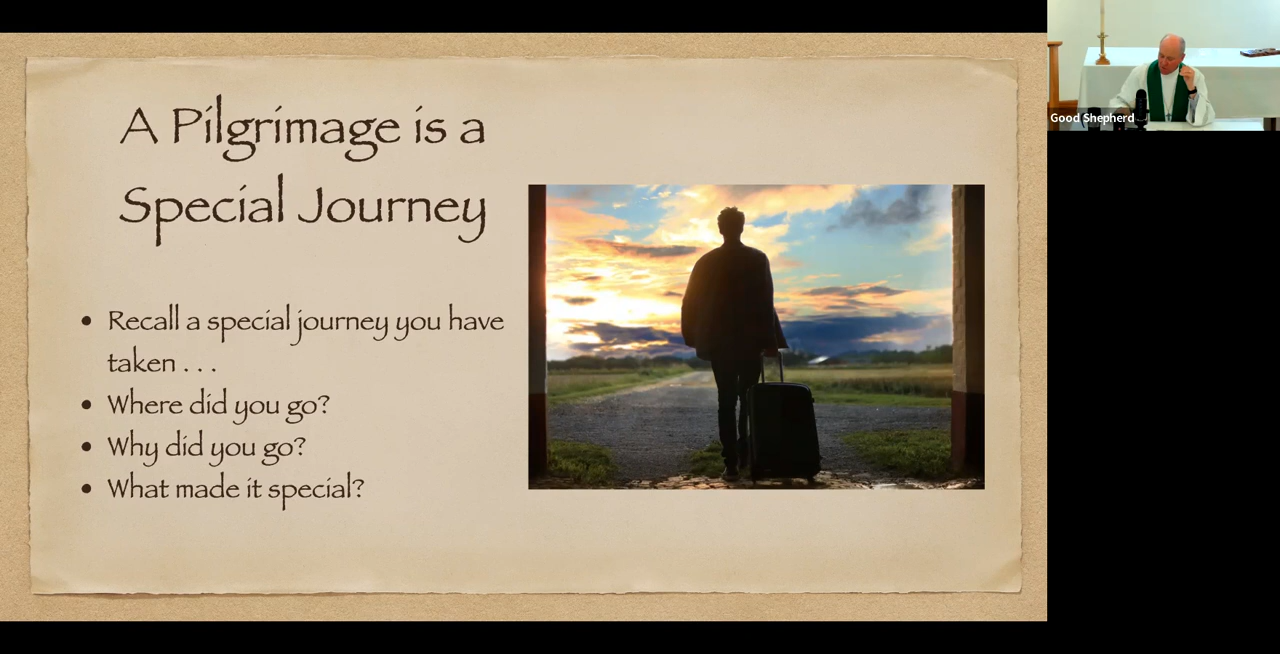 A Pilgrimage is a
Special Journey
• Recall a special journey you have
taken . . .
• Where did you go?
• Why did you go?
• What made it special?
Good Shepherd